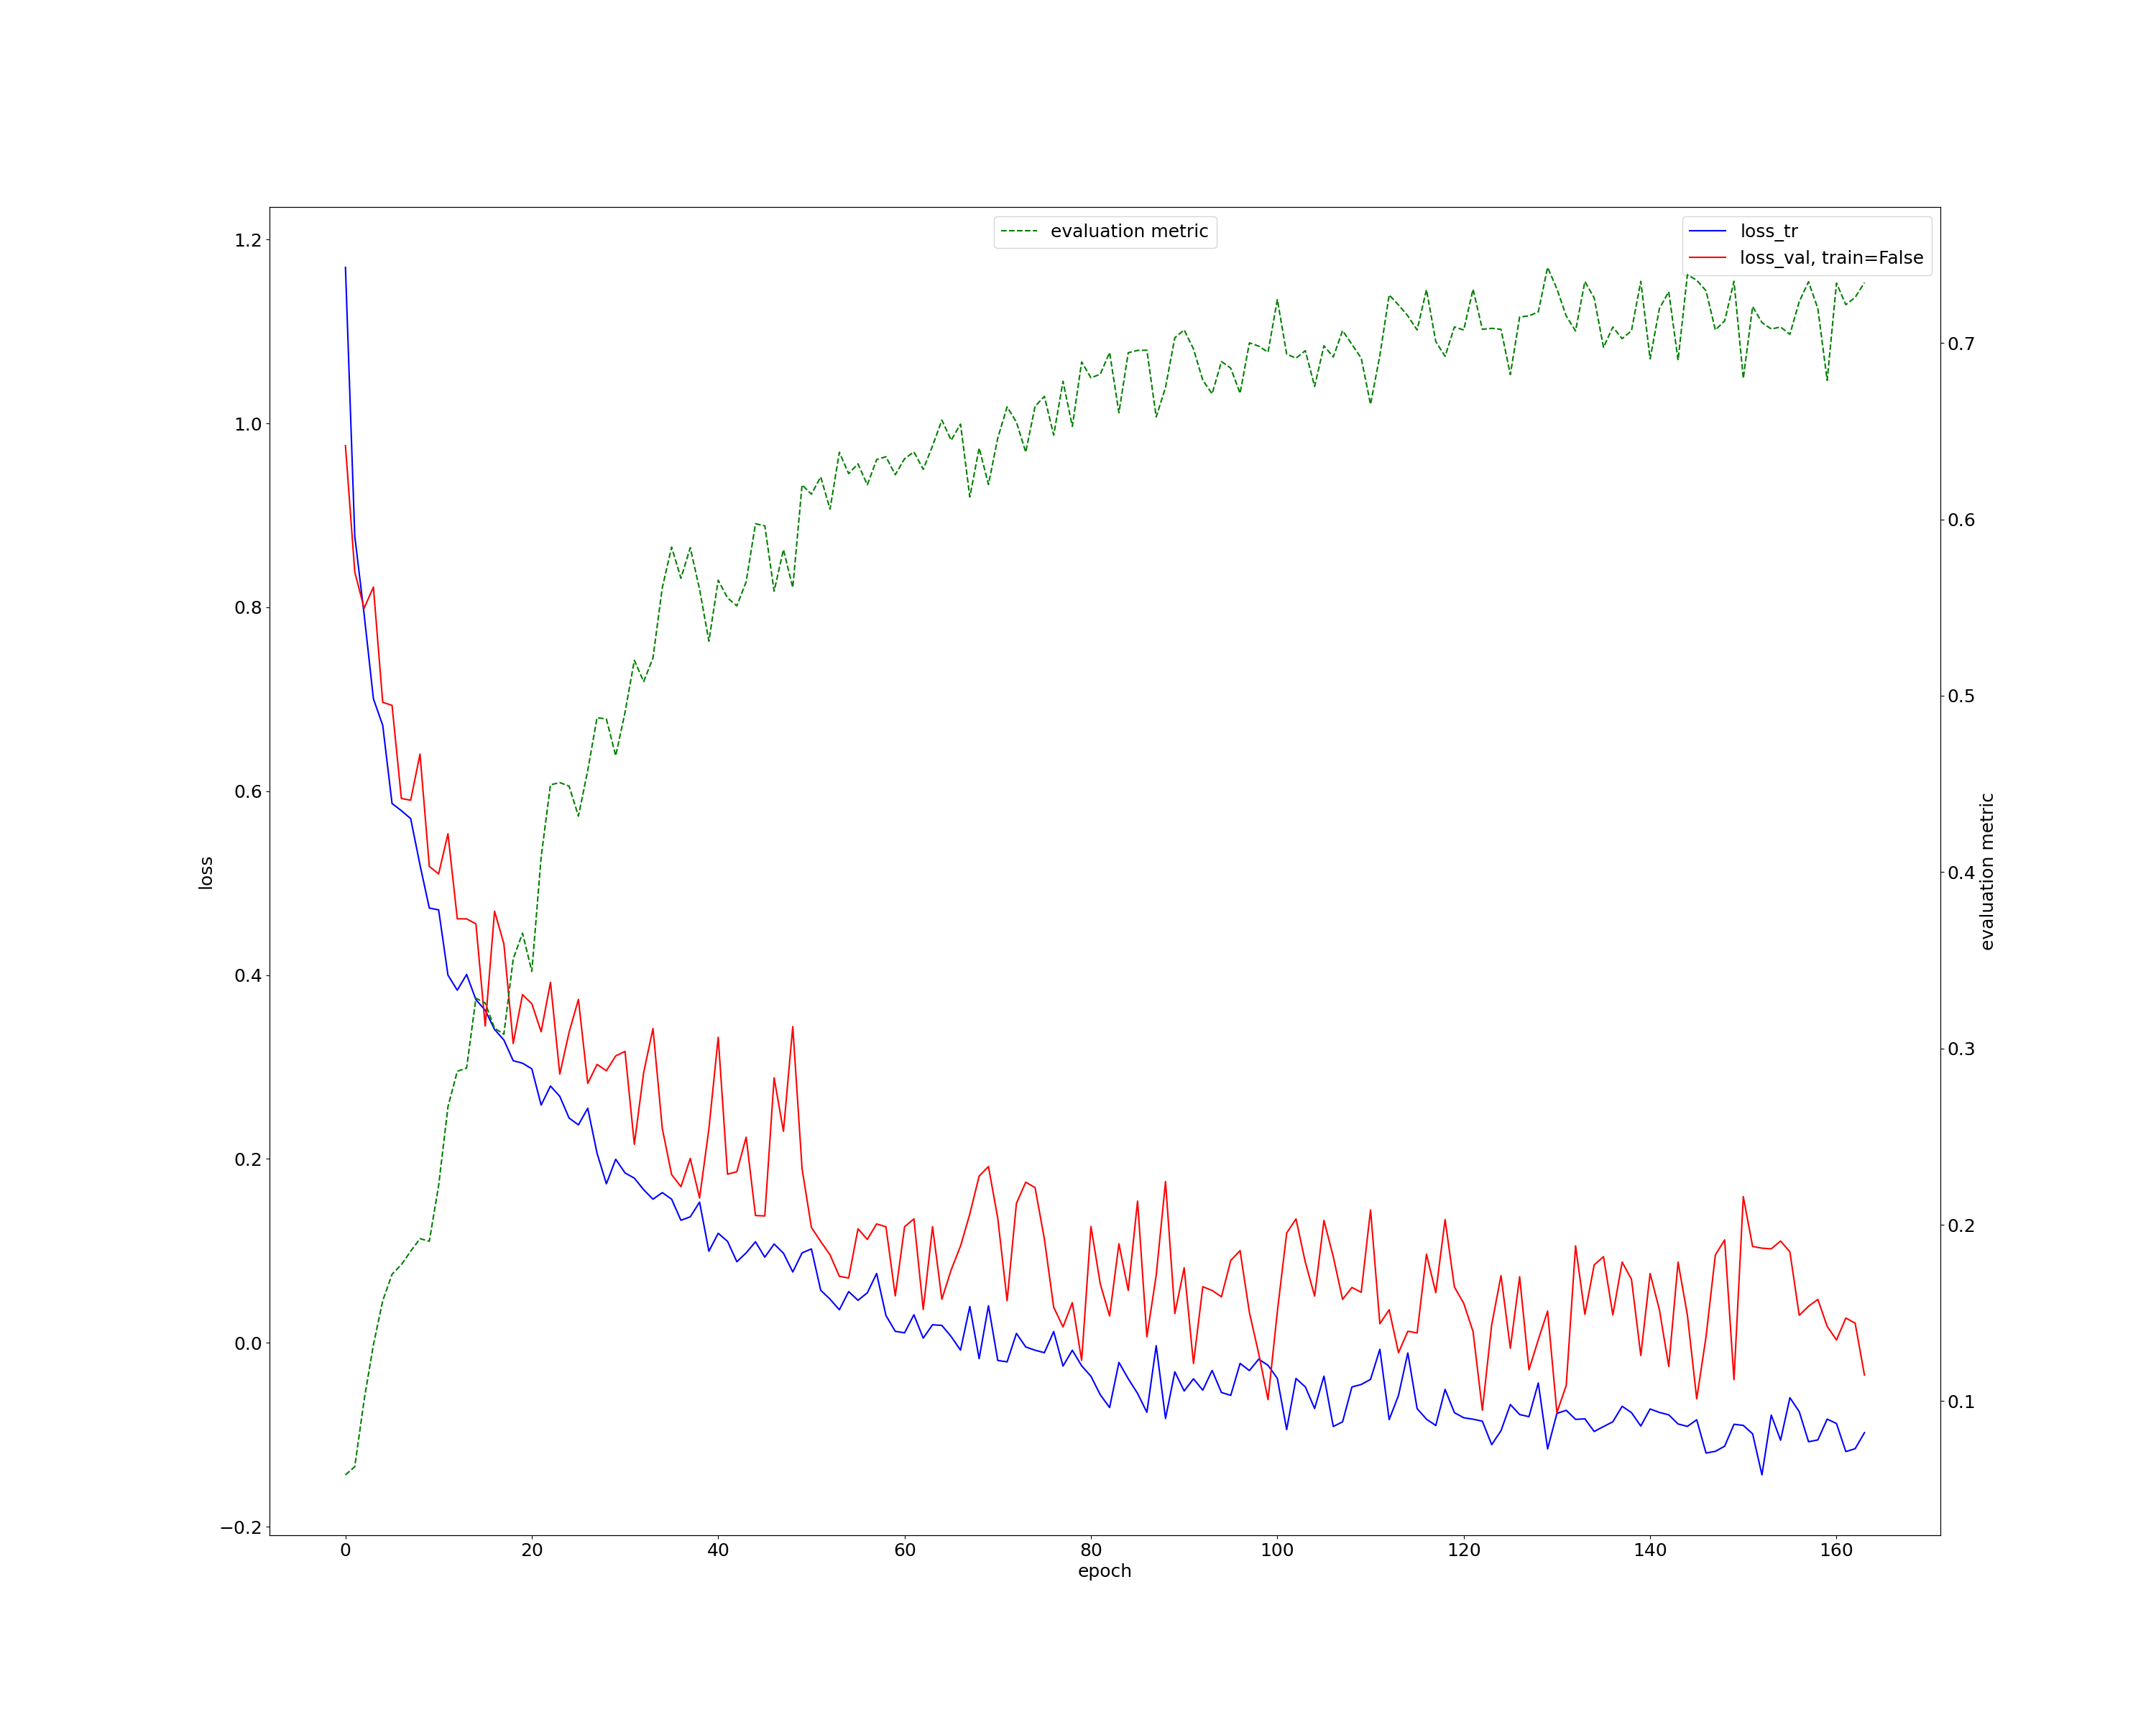 evaluation metric
loss_tr
loss_val, train=False
1.2
1.0
0.8
0.6
0.4
0.2
0.0
−0.2
loss
0.7
0.6
0.5
0.4
0.3
0.2
0.1
evaluation metric
0 20 40 60 80 100 120 140 160
epoch